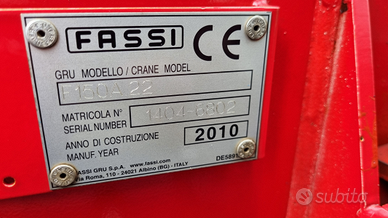 FASSI CE
GRU MODELLO / CRANE MODEL
F150A 22
MATRICOLA N°
SERIAL NUMBER
1404-6802
ANNO DI COSTRUZIONE
MANUF. YEAR
2010
FASSI GRU S.p.A. www.fassi.com
Via Roma, 110 - 24021 Albino (BG) - ITALY
subito